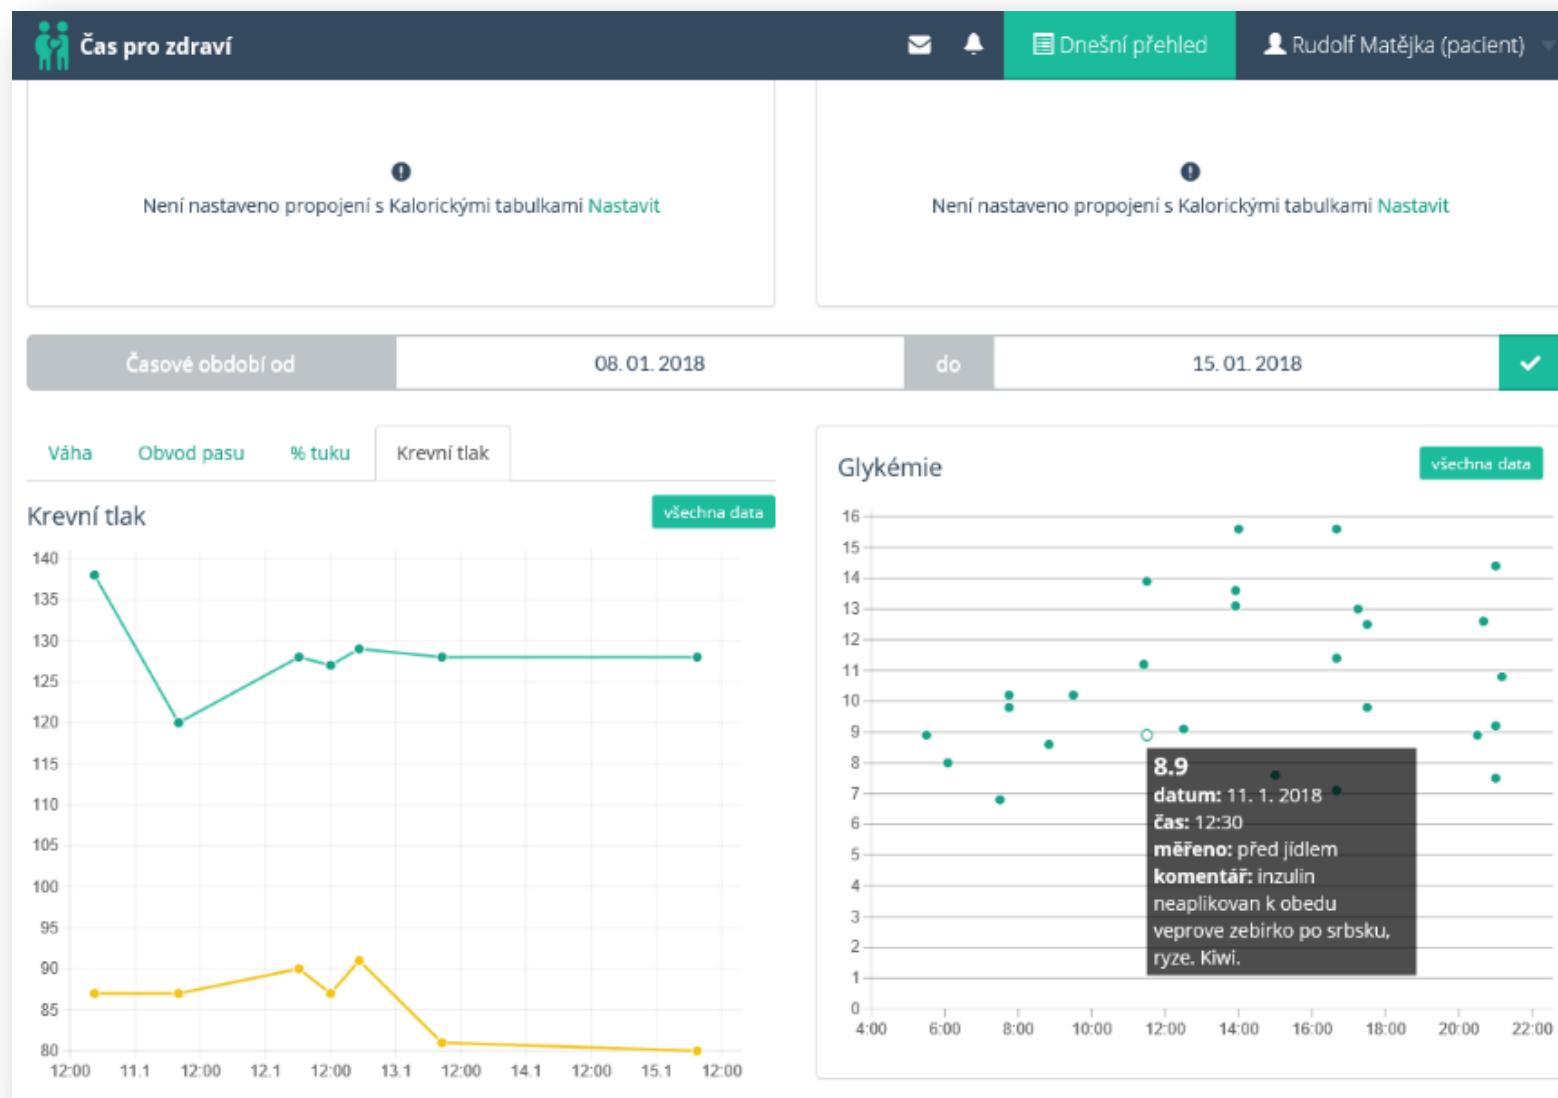 Čas pro zdraví
Dnešní přehled
Rudolf Matějka (pacient)
Není nastaveno propojení s Kalorickými tabulkami Nastavit
Není nastaveno propojení s Kalorickými tabulkami Nastavit
Časové období od
08. 01. 2018
do
15. 01. 2018
Váha
Obvod pasu
% tuku
Krevní tlak
Krevní tlak
všechna data
140
135
130
125
120
115
110
105
100
95
90
85
80
12:00
11.1
12:00
12.1
12:00
13.1
12:00
14.1
12:00
15.1
12:00
Glykémie
všechna data
16
15
14
13
12
11
10
9
8
7
6
5
4
3
2
1
0
8.9
datum: 11. 1. 2018
čas: 12:30
měřeno: před jídlem
komentář: inzulin
neaplikovan k obedu
veprove zebirko po srbsku,
ryze. Kiwi.
4:00
6:00
8:00
10:00
12:00
14:00
16:00
18:00
20:00
22:00